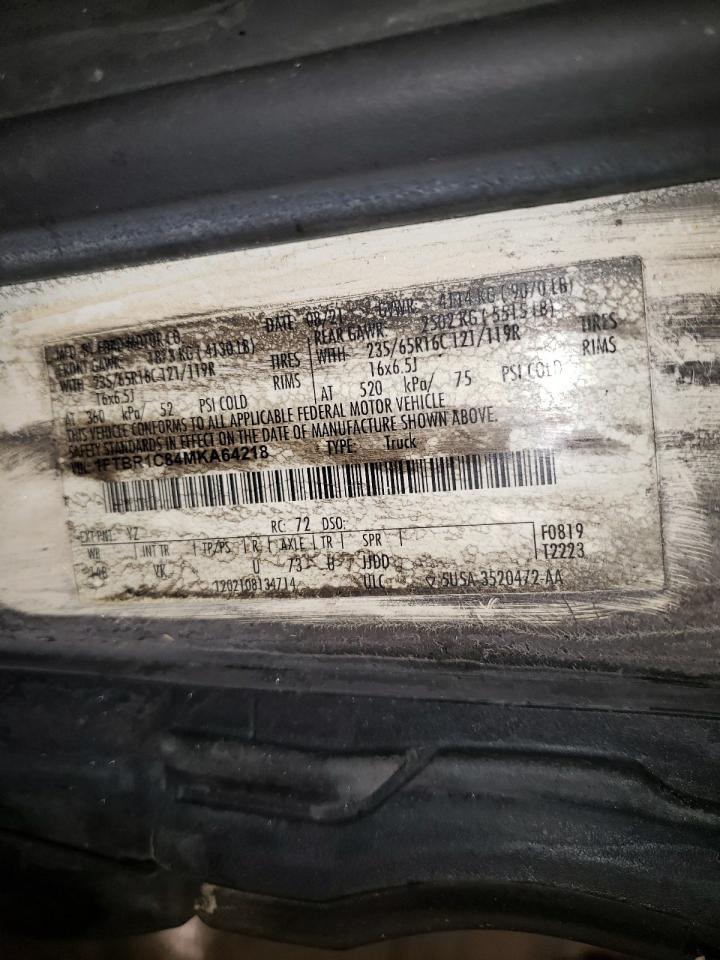 MFD. BY FORD MOTOR CO.
DATE: 08/21 GVWR: 4114 KG ( 9070 LB)
FRONT GAWR: 1873 KG ( 4130 LB)
REAR GAWR: 2502 KG ( 5515 LB)
WITH 235/65R16C 121/119R TIRES
WITH: 235/65R16C 121/119R TIRES
16x6.5J RIMS
16x6.5J RIMS
AT 360 kPa/ 52 PSI COLD
AT 520 kPa/ 75 PSI COLD
THIS VEHICLE CONFORMS TO ALL APPLICABLE FEDERAL MOTOR VEHICLE
SAFETY STANDARDS IN EFFECT ON THE DATE OF MANUFACTURE SHOWN ABOVE.
VIN: 1FTBR1C84MKA64218 TYPE: Truck
EXT PNT: YZ RC: 72 DSO:
WB INT TR TP/PS R AXLE TR SPR
148 VK U 73 U JJDD
F0819
T2223
T202108134714 ULC 5USA-3520472-AA